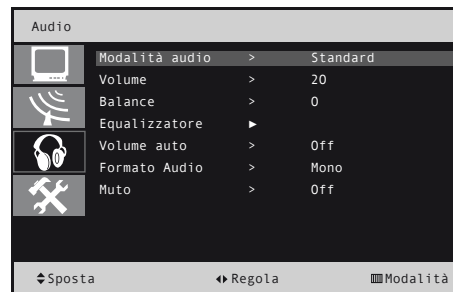 Audio
Modalità audio > Standard
Volume > 20
Balance > 0
Equalizzatore ►
Volume auto > Off
Formato Audio > Mono
Muto > Off
Sposta Regola Modalità